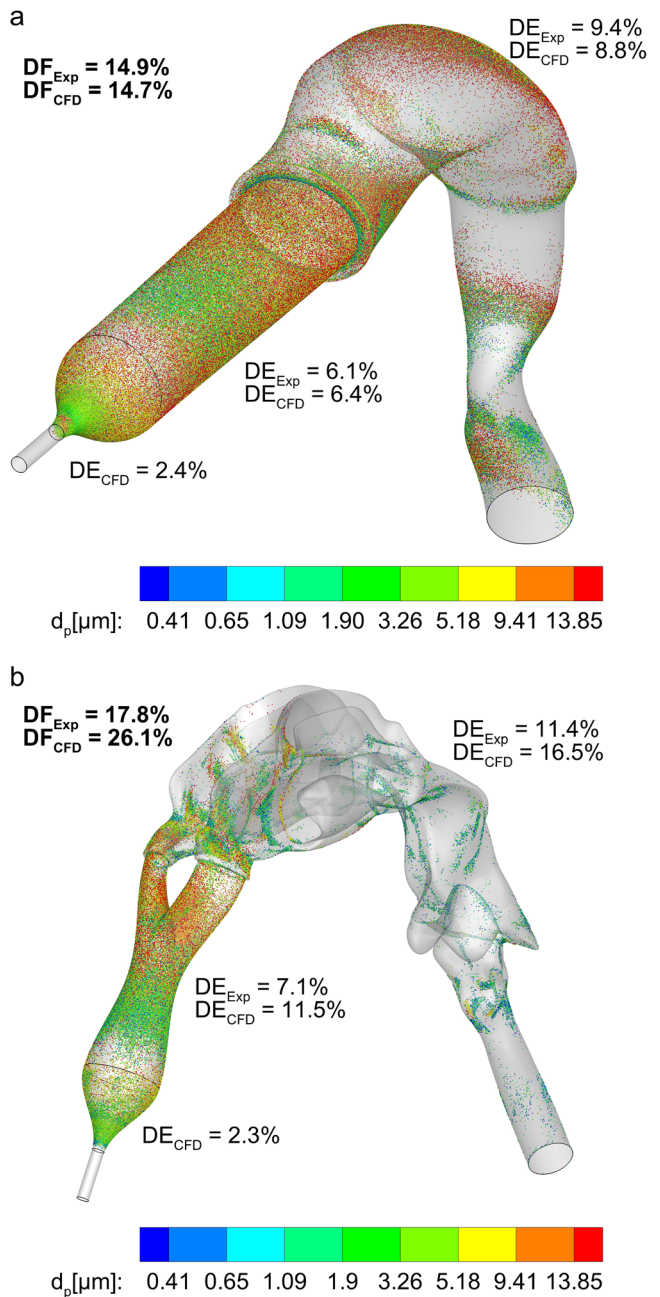 a
DF_Exp = 14.9%
DF_CFD = 14.7%
DE_Exp = 9.4%
DE_CFD = 8.8%
DE_Exp = 6.1%
DE_CFD = 6.4%
DE_CFD = 2.4%
d_p[µm]: 0.41 0.65 1.09 1.90 3.26 5.18 9.41 13.85
b
DF_Exp = 17.8%
DF_CFD = 26.1%
DE_Exp = 11.4%
DE_CFD = 16.5%
DE_Exp = 7.1%
DE_CFD = 11.5%
DE_CFD = 2.3%
d_p[µm]: 0.41 0.65 1.09 1.9 3.26 5.18 9.41 13.85